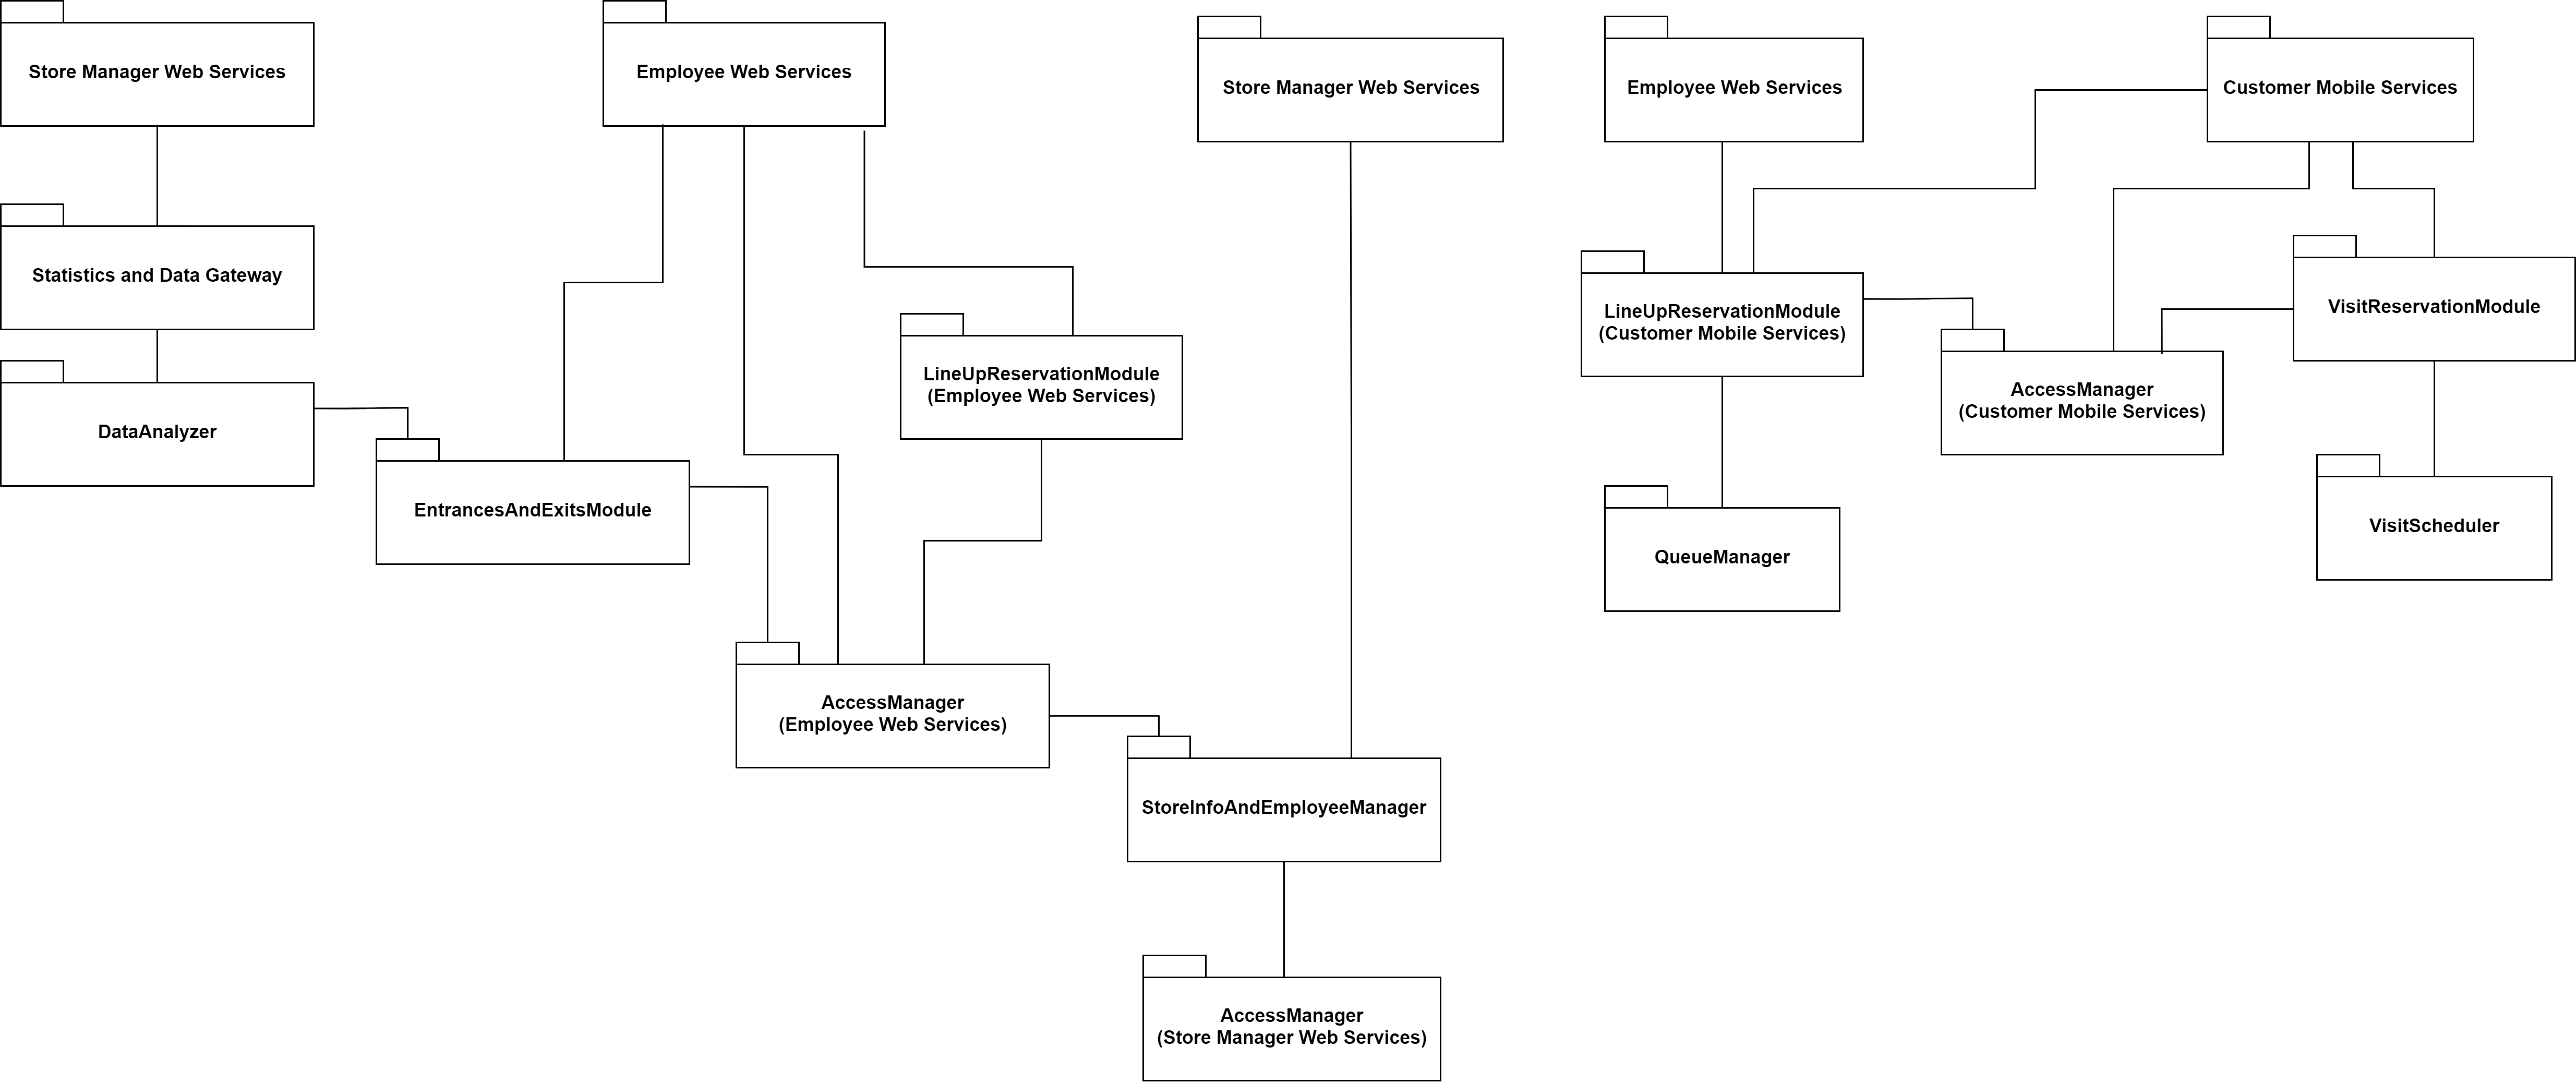 Store Manager Web Services
Employee Web Services
Store Manager Web Services
Employee Web Services
Customer Mobile Services
Statistics and Data Gateway
LineUpReservationModule
(Customer Mobile Services)
VisitReservationModule
LineUpReservationModule
(Employee Web Services)
AccessManager
(Customer Mobile Services)
DataAnalyzer
EntrancesAndExitsModule
VisitScheduler
QueueManager
AccessManager
(Employee Web Services)
StoreInfoAndEmployeeManager
AccessManager
(Store Manager Web Services)